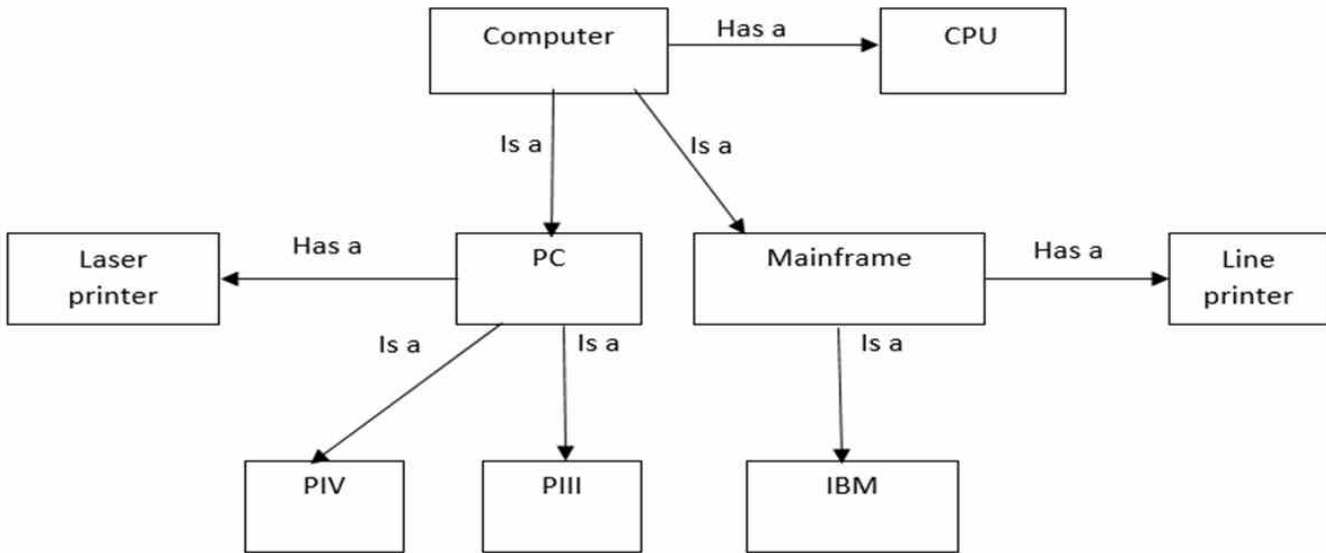 Computer
Has a
CPU
Is a
Is a
Laser
printer
Has a
PC
Mainframe
Has a
Line
printer
Is a
Is a
Is a
PIV
PIII
IBM